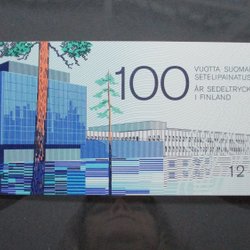 100
VUOTTA SUOMAL
SETELIPAINATUS
ÅR SEDELTRYCK
I FINLAND
12